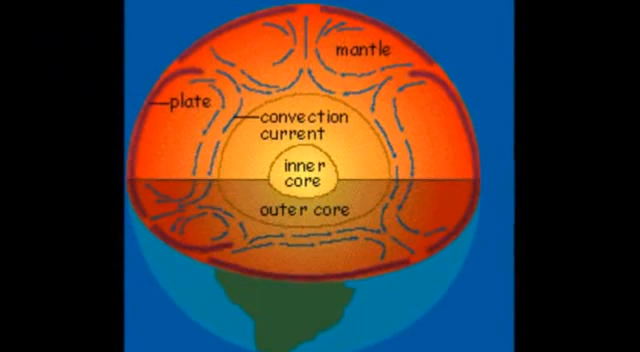 mantle
plate
convection
current
inner
core
outer core